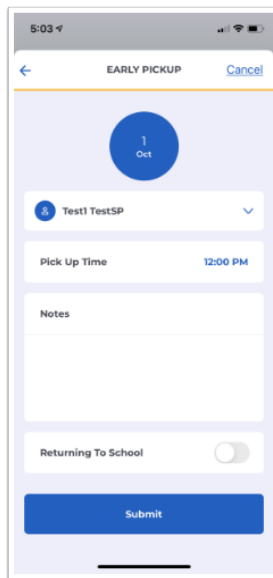 5:03
EARLY PICKUP Cancel
1
Oct
Test1 TestSP
Pick Up Time 12:00 PM
Notes
Returning To School
Submit